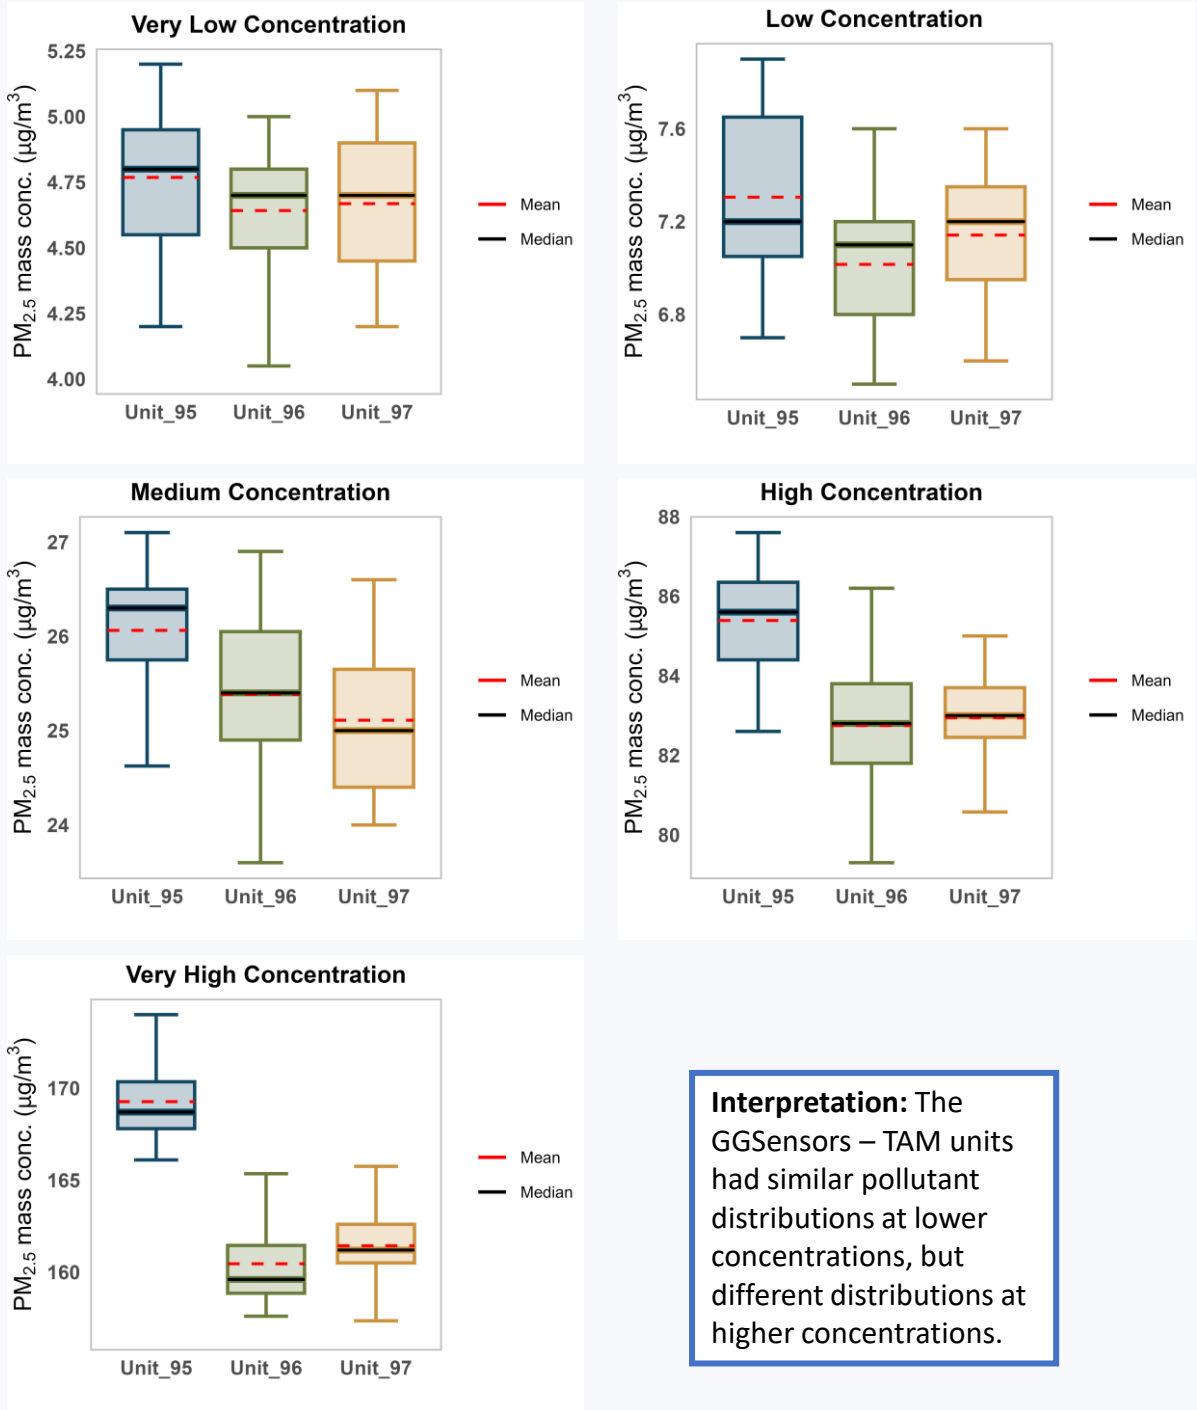 Very Low Concentration
PM2.5 mass conc. (µg/m³)
5.25
5.00
4.75
4.50
4.25
4.00
Unit_95 Unit_96 Unit_97
Mean
Median
Low Concentration
PM2.5 mass conc. (µg/m³)
7.6
7.2
6.8
Unit_95 Unit_96 Unit_97
Mean
Median
Medium Concentration
PM2.5 mass conc. (µg/m³)
27
26
25
24
Unit_95 Unit_96 Unit_97
Mean
Median
High Concentration
PM2.5 mass conc. (µg/m³)
88
86
84
82
80
Unit_95 Unit_96 Unit_97
Mean
Median
Very High Concentration
PM2.5 mass conc. (µg/m³)
170
165
160
Unit_95 Unit_96 Unit_97
Mean
Median
Interpretation: The
GGSensors – TAM units
had similar pollutant
distributions at lower
concentrations, but
different distributions at
higher concentrations.